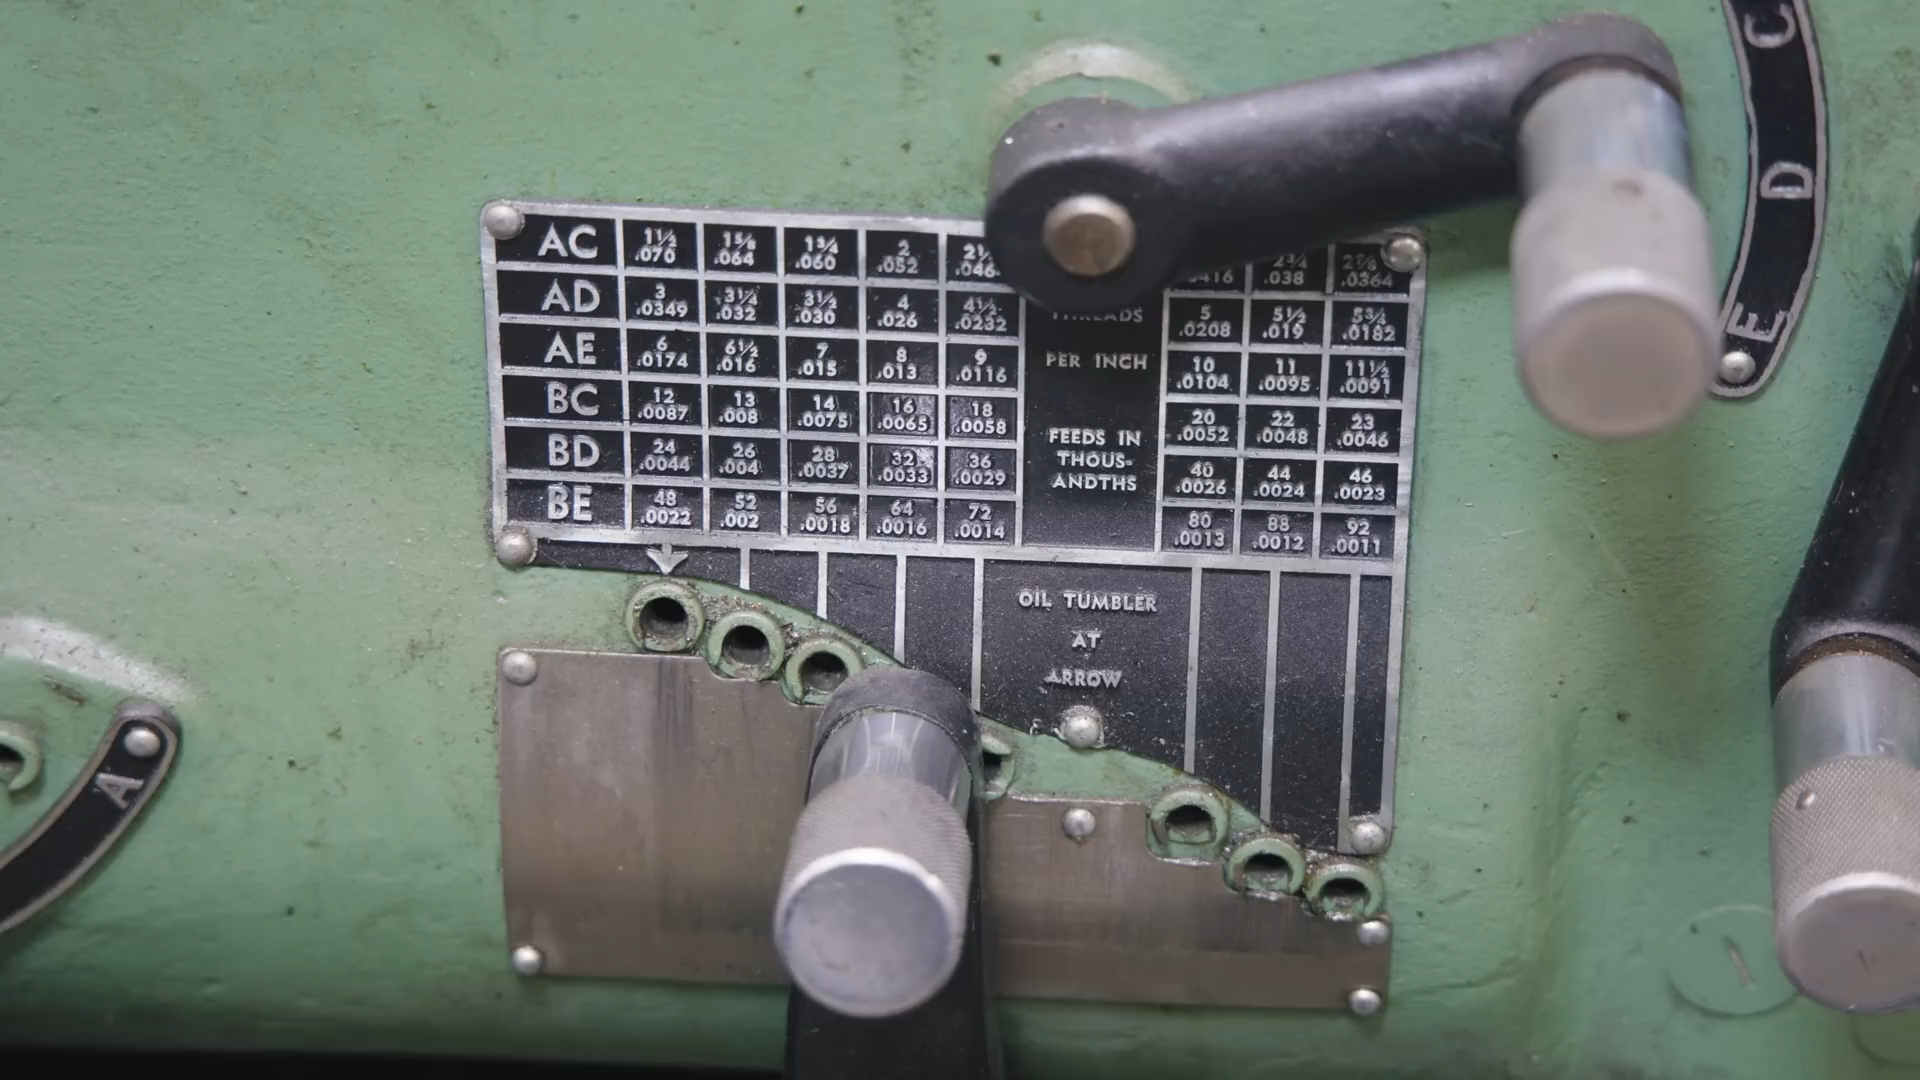 C
D
E
A
AC 1½ 1⅝ 1¾ 2
.070 .064 .060 .052 .046 .038 .0364
AD 3 3¼ 3½ 4 4½ THREADS 5 5½ 5¾
.0349 .032 .030 .026 .0232 .0208 .019 .0182
AE 6 6½ 7 8 9 PER INCH 10 11 11½
.0174 .016 .015 .013 .0116 .0104 .0095 .0091
BC 12 13 14 16 18 20 22 23
.0087 .008 .0075 .0065 .0058 FEEDS IN .0052 .0048 .0046
BD 24 26 28 32 36 THOUS- 40 44 46
.0044 .004 .0037 .0033 .0029 ANDTHS .0026 .0024 .0023
BE 48 52 56 64 72 80 88 92
.0022 .002 .0018 .0016 .0014 .0013 .0012 .0011
OIL TUMBLER
AT
ARROW